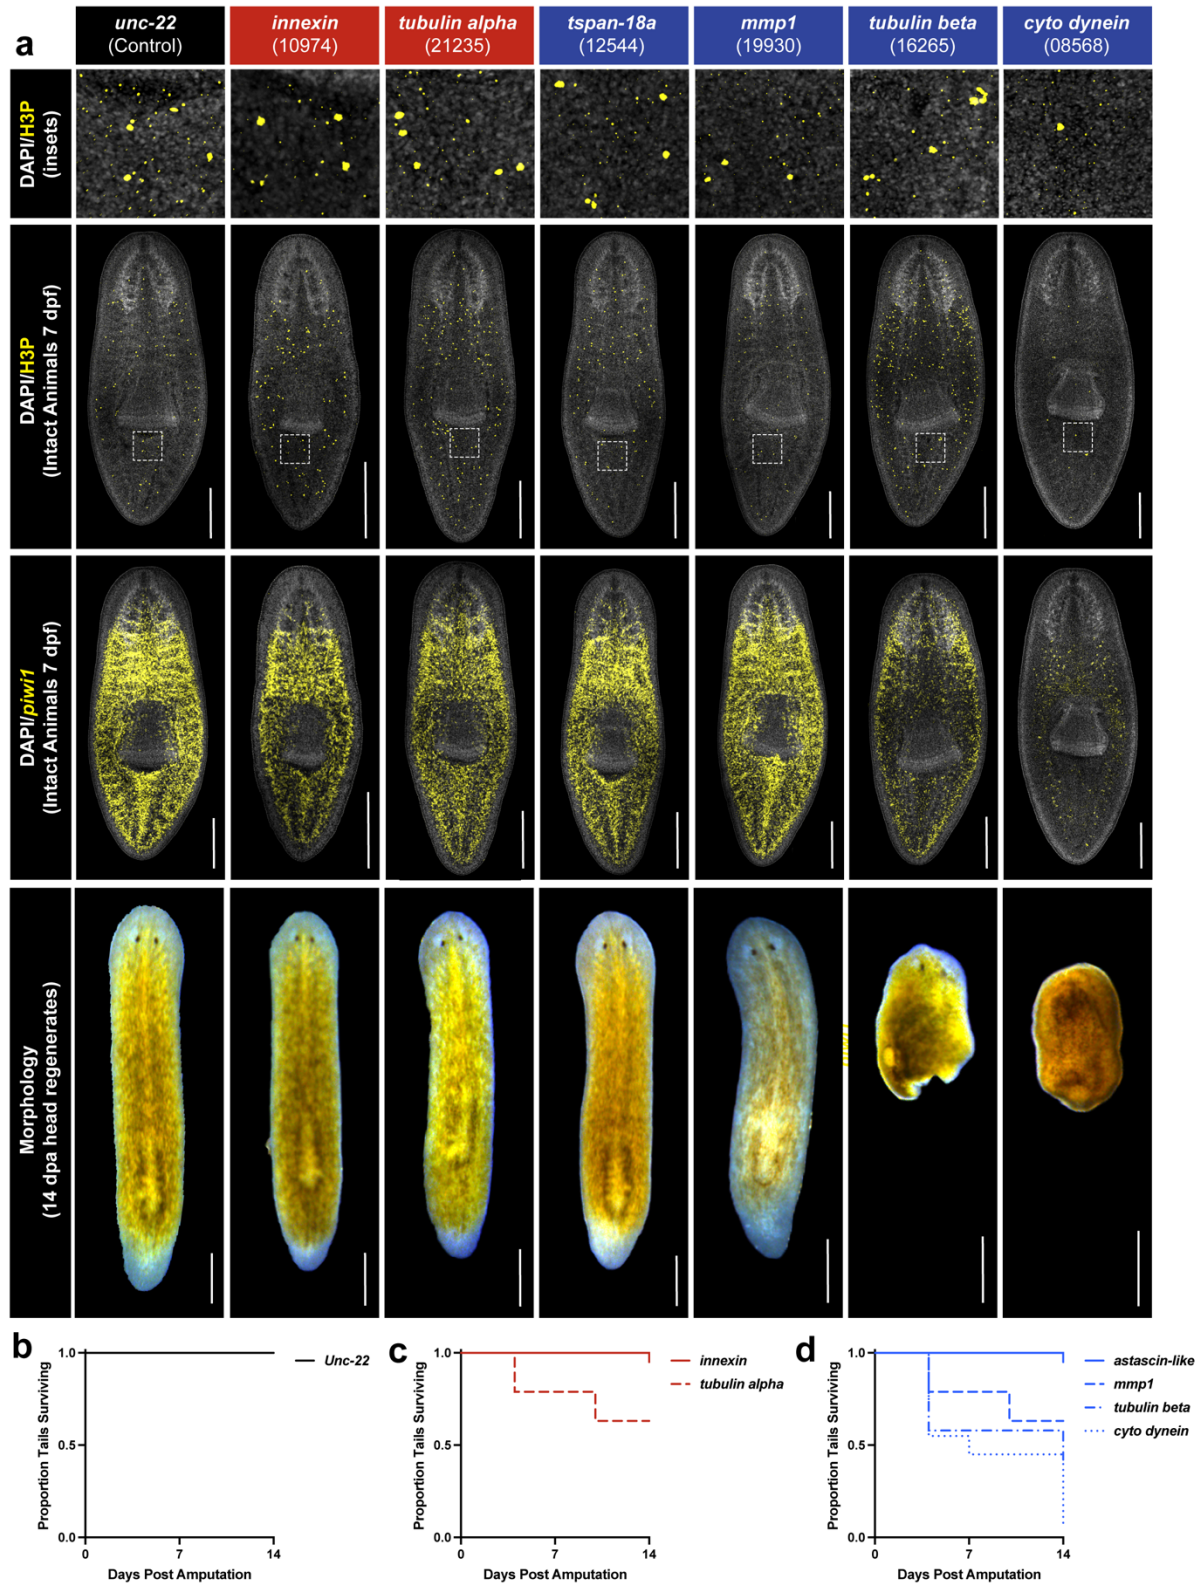 a
unc-22
(Control)
innexin
(10974)
tubulin alpha
(21235)
tspan-18a
(12544)
mmp1
(19930)
tubulin beta
(16265)
cyto dynein
(08568)
DAPI/H3P
(insets)
DAPI/H3P
(Intact Animals 7 dpf)
DAPI/piwi1
(Intact Animals 7 dpf)
Morphology
(14 dpa head regenerates)
b
Proportion Tails Surviving
1.0
0.5
0.0
0 7 14
Days Post Amputation
Unc-22
c
Proportion Tails Surviving
1.0
0.5
0.0
0 7 14
Days Post Amputation
innexin
tubulin alpha
d
Proportion Tails Surviving
1.0
0.5
0.0
0 7 14
Days Post Amputation
astascin-like
mmp1
tubulin beta
cyto dynein